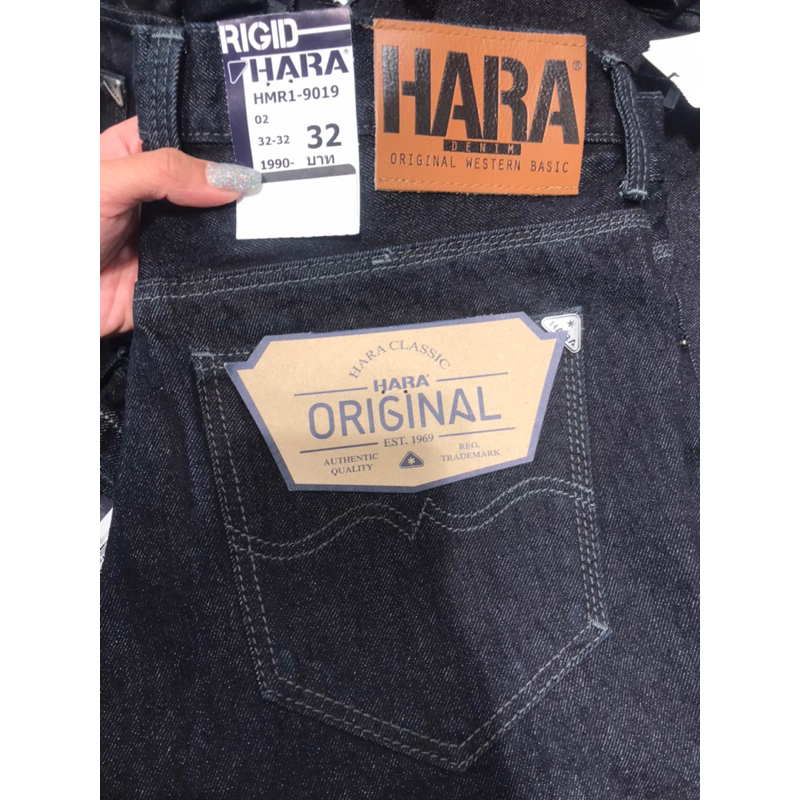 RIGID
HARA
HMR1-9019
02
32-32 32
1990- บาท
HARA®
DENIM
ORIGINAL WESTERN BASIC
HARA CLASSIC
HARA
ORIGINAL
EST. 1969
AUTHENTIC QUALITY
REG. TRADEMARK